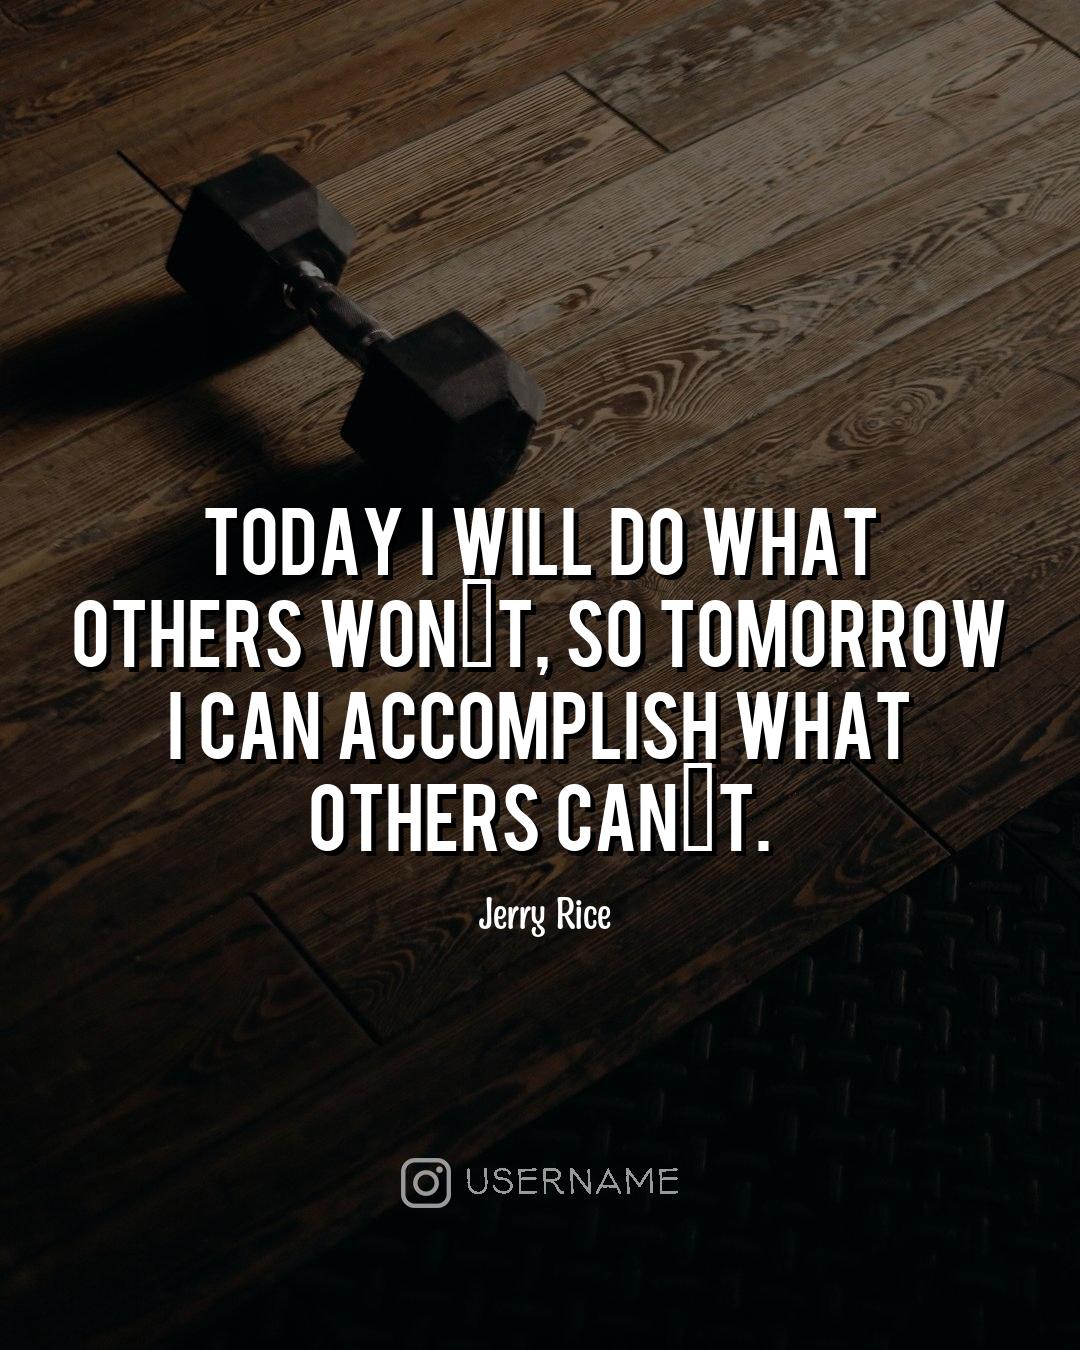 TODAY I WILL DO WHAT
OTHERS WON▯T, SO TOMORROW
I CAN ACCOMPLISH WHAT
OTHERS CAN▯T.
Jerry Rice
USERNAME